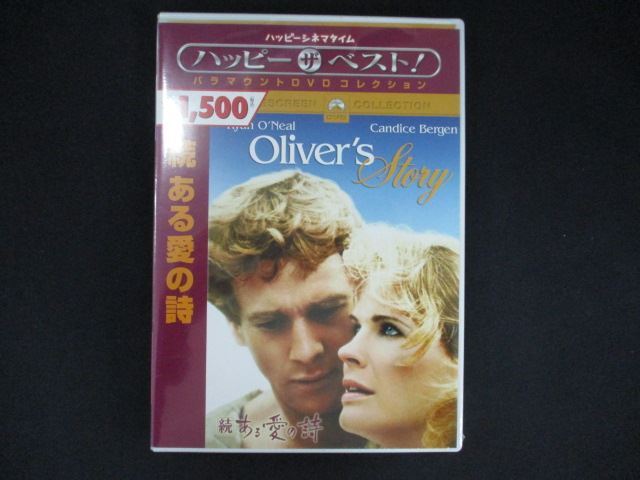 ハッピーシネマタイム
ハッピー ザ ベスト!
パラマウントDVDコレクション
1,500
SCREEN COLLECTION
O'Neal
Candice Bergen
Oliver's
Story
続 ある愛の詩
続 ある愛の詩